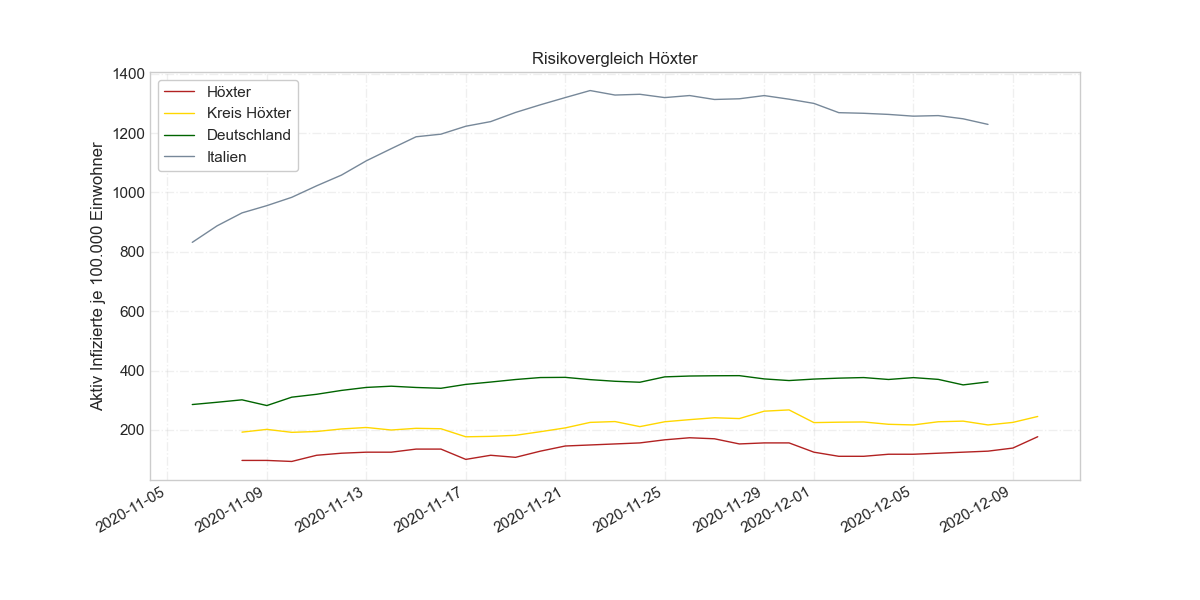 Risikovergleich Höxter
Aktiv Infizierte je 100.000 Einwohner
1400
1200
1000
800
600
400
200
Höxter
Kreis Höxter
Deutschland
Italien
2020-11-05
2020-11-09
2020-11-13
2020-11-17
2020-11-21
2020-11-25
2020-11-29
2020-12-01
2020-12-05
2020-12-09